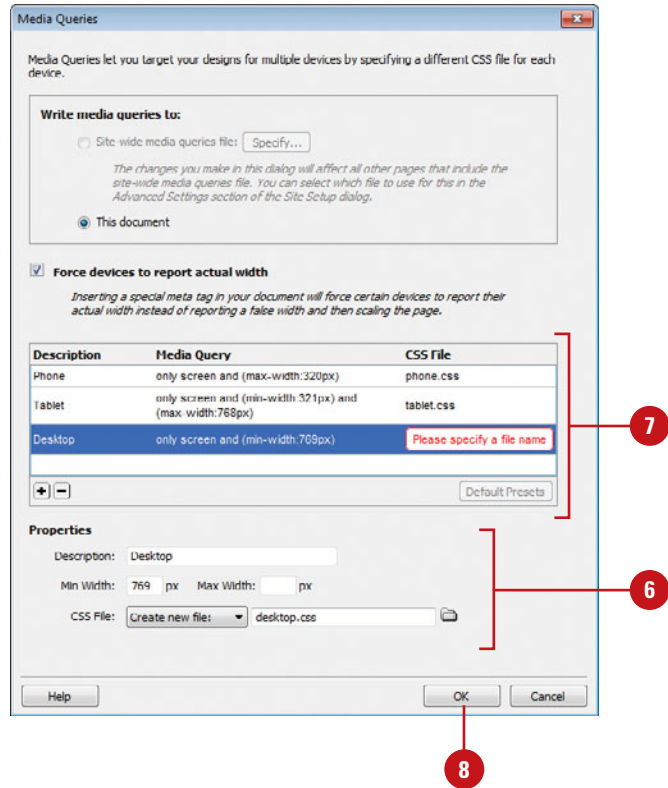 Media Queries
Media Queries let you target your designs for multiple devices by specifying a different CSS file for each
device.
Write media queries to:
Site-wide media queries file: Specify...
The changes you make in this dialog will affect all other pages that include the
site-wide media queries file. You can select which file to use for this in the
Advanced Settings section of the Site Setup dialog.
This document
Force devices to report actual width
Inserting a special meta tag in your document will force certain devices to report their
actual width instead of reporting a false width and then scaling the page.
Description Media Query CSS File
Phone only screen and (max-width:320px) phone.css
Tablet only screen and (min-width:321px) and
(max-width:768px) tablet.css
Desktop only screen and (min-width:769px) Please specify a file name
7
Default Presets
Properties
Description: Desktop
Min Width: 769 px Max Width: px
6
CSS File: Create new file: desktop.css
Help OK Cancel
8